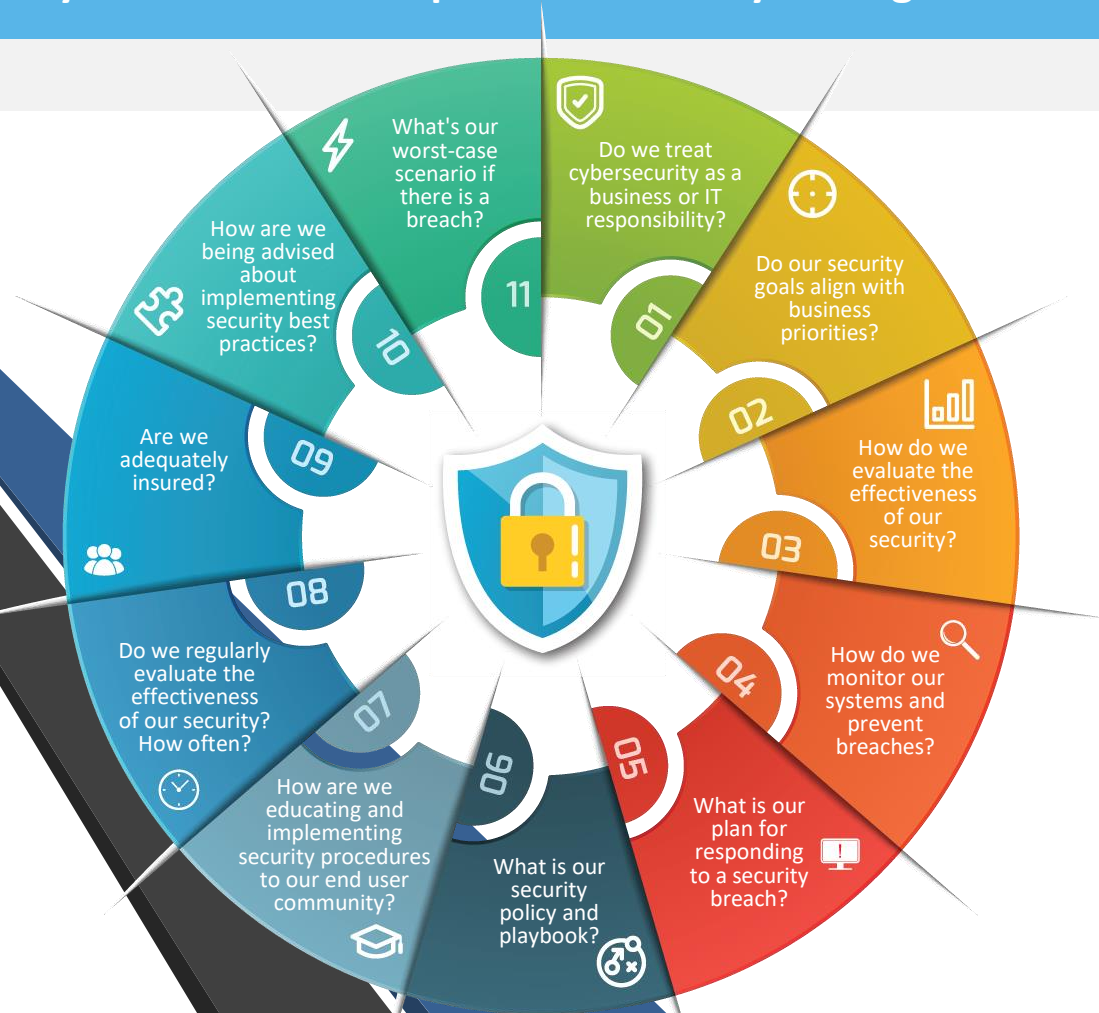 01
Do we treat
cybersecurity as a
business or IT
responsibility?
02
Do our security
goals align with
business
priorities?
03
How do we
evaluate the
effectiveness
of our
security?
04
How do we
monitor our
systems and
prevent
breaches?
05
What is our
plan for
responding
to a security
breach?
06
What is our
security
policy and
playbook?
07
How are we
educating and
implementing
security procedures
to our end user
community?
08
Do we regularly
evaluate the
effectiveness
of our security?
How often?
09
Are we
adequately
insured?
10
How are we
being advised
about
implementing
security best
practices?
11
What's our
worst-case
scenario if
there is a
breach?